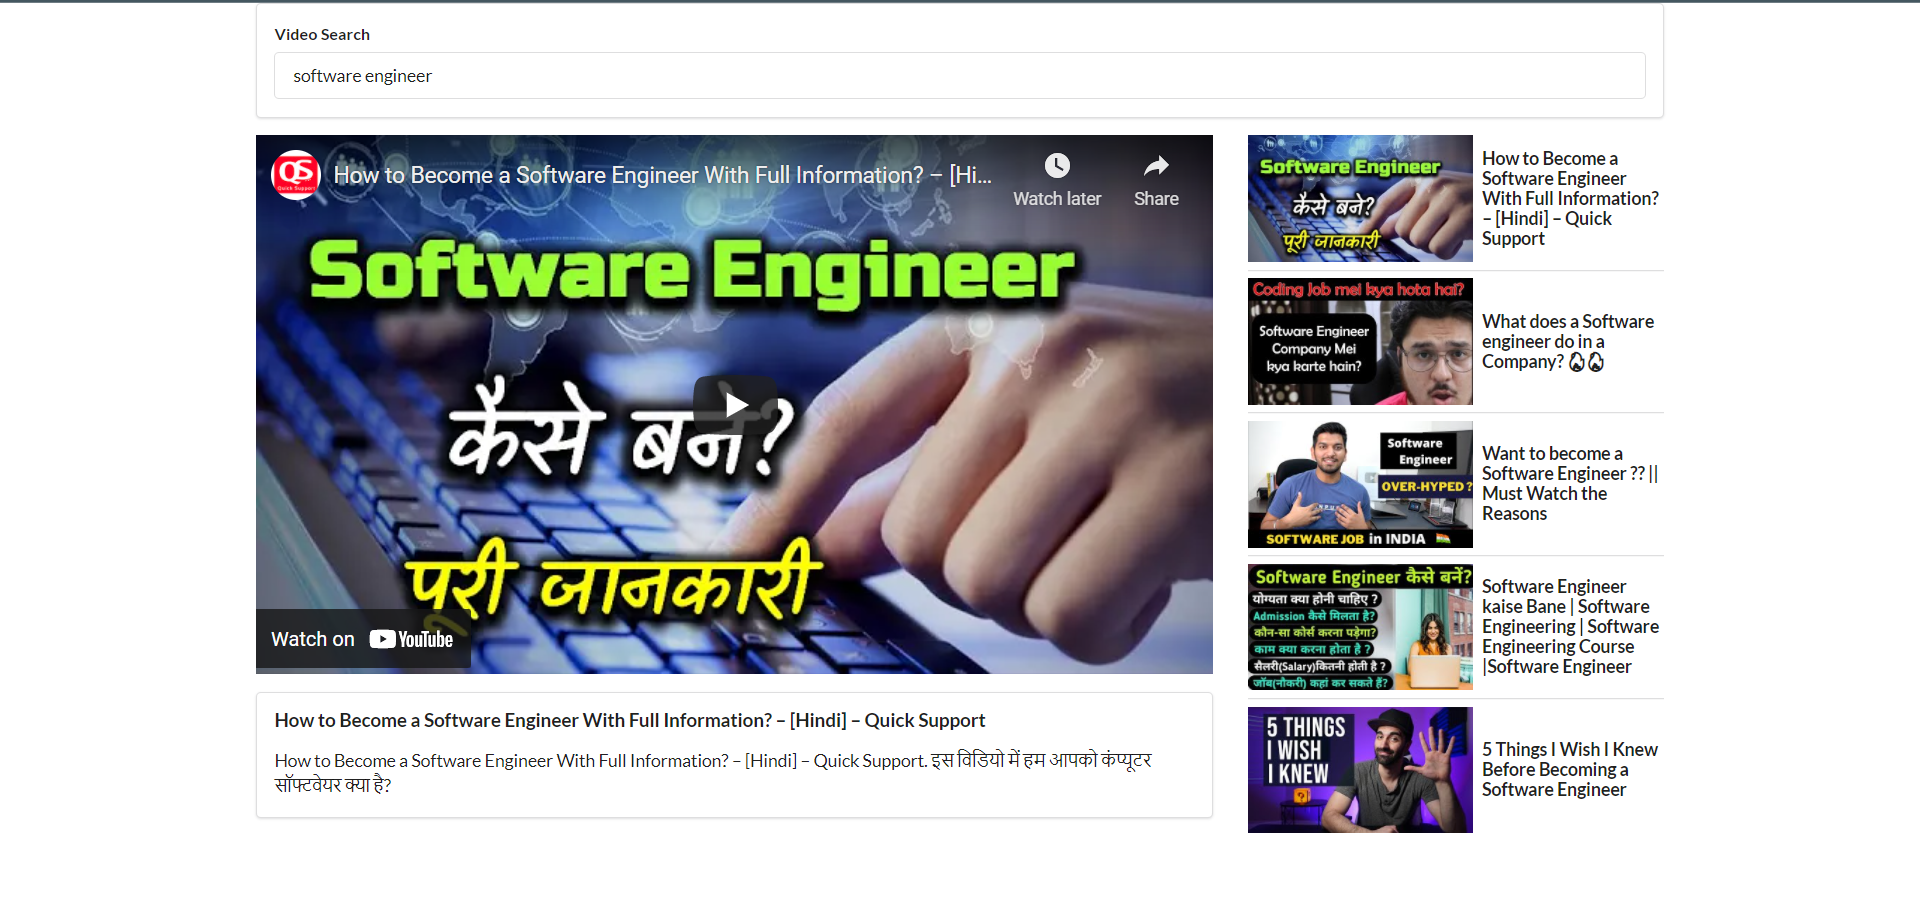 Video Search
software engineer
QS
Quick Support
How to Become a Software Engineer With Full Information? – [Hi...
Watch later
Share
Software Engineer
कैसे बने?
पूरी जानकारी
Watch on YouTube
How to Become a Software Engineer With Full Information? – [Hindi] – Quick Support
How to Become a Software Engineer With Full Information? – [Hindi] – Quick Support. इस विडियो में हम आपको कंप्यूटर
सॉफ्टवेयर क्या है?
Software Engineer
कैसे बने?
पूरी जानकारी
How to Become a
Software Engineer
With Full Information?
– [Hindi] – Quick
Support
Coding Job mei kya hota hai?
Software Engineer
Company Mei
kya karte hain?
What does a Software
engineer do in a
Company? 🔥🔥
Software
Engineer
OVER-HYPED ?
SOFTWARE JOB in INDIA 🇮🇳
Want to become a
Software Engineer ?? ||
Must Watch the
Reasons
Software Engineer कैसे बनें?
योग्यता क्या होनी चाहिए ?
Admission कैसे मिलता है?
कौन-सा कोर्स करना पड़ेगा?
काम क्या करना होता है ?
सैलरी(Salary)कितनी होती है ?
जॉब(नौकरी) कहां कर सकते हैं?
Software Engineer
kaise Bane | Software
Engineering | Software
Engineering Course
|Software Engineer
5 THINGS
I WISH
I KNEW
?
5 Things I Wish I Knew
Before Becoming a
Software Engineer